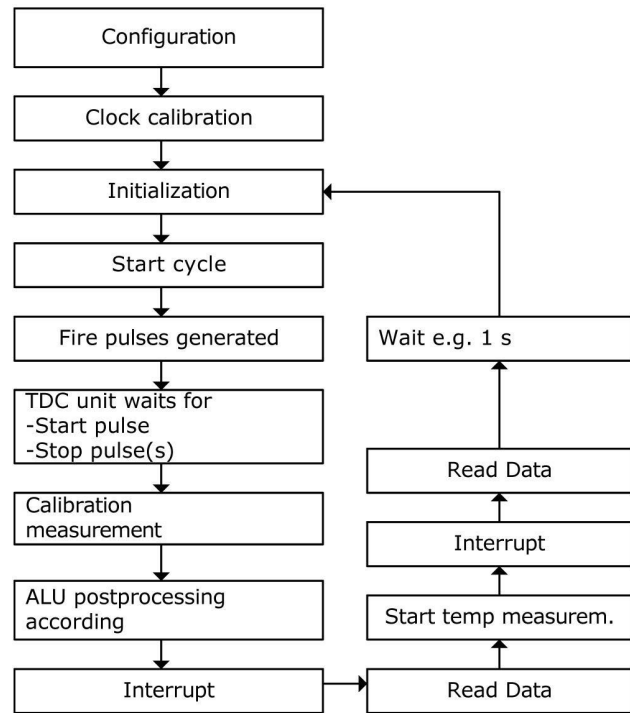 Configuration
Clock calibration
Initialization
Start cycle
Fire pulses generated
TDC unit waits for
-Start pulse
-Stop pulse(s)
Calibration
measurement
ALU postprocessing
according
Interrupt
Read Data
Start temp measurem.
Interrupt
Read Data
Wait e.g. 1 s